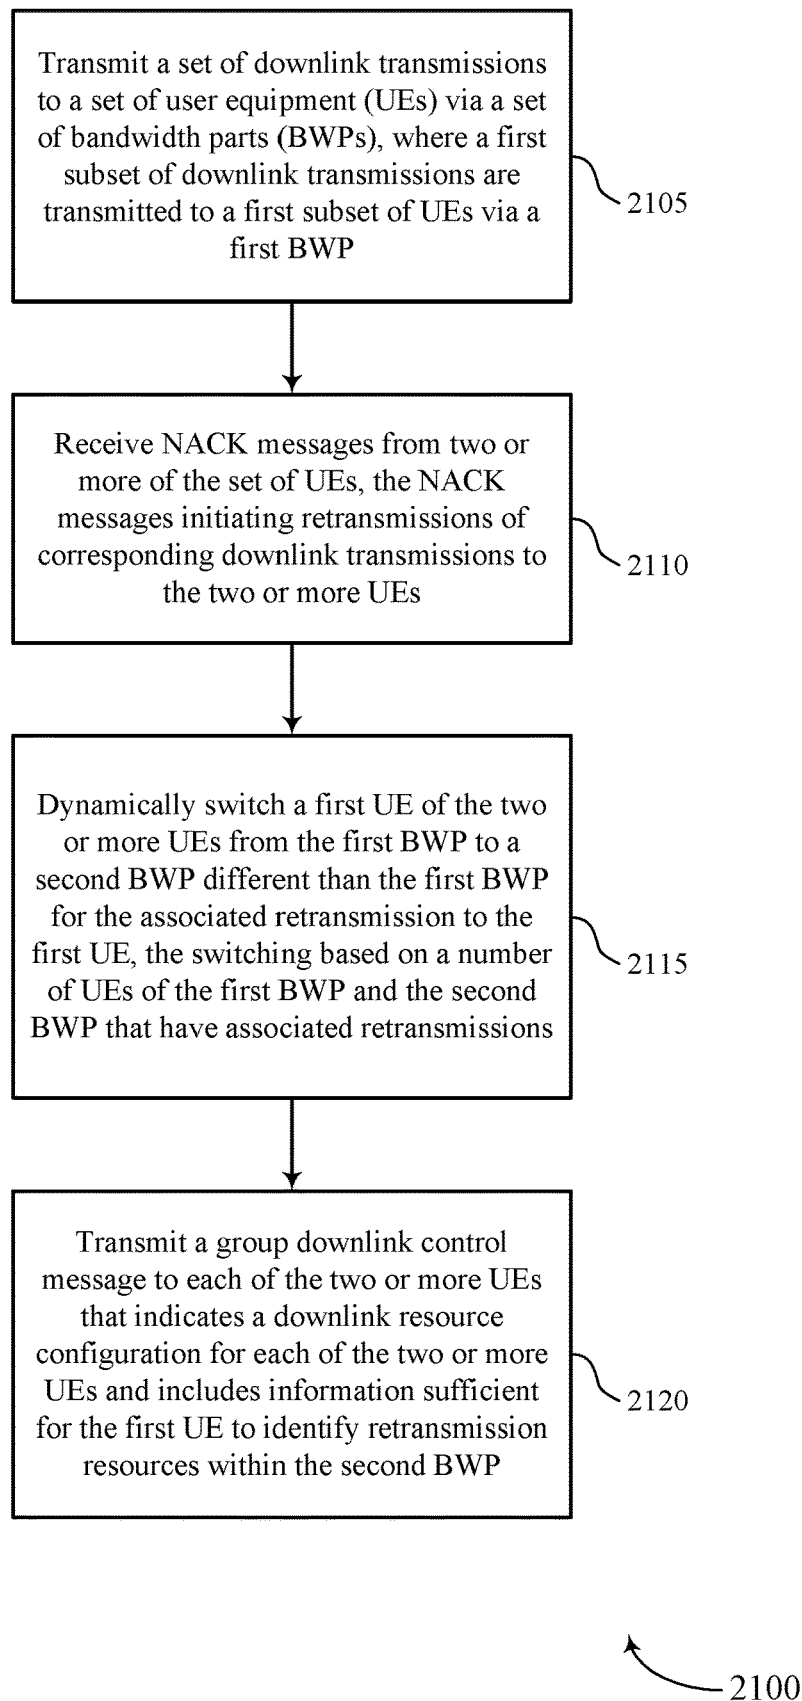 Transmit a set of downlink transmissions
to a set of user equipment (UEs) via a set
of bandwidth parts (BWPs), where a first
subset of downlink transmissions are
transmitted to a first subset of UEs via a
first BWP
2105
Receive NACK messages from two or
more of the set of UEs, the NACK
messages initiating retransmissions of
corresponding downlink transmissions to
the two or more UEs
2110
Dynamically switch a first UE of the two
or more UEs from the first BWP to a
second BWP different than the first BWP
for the associated retransmission to the
first UE, the switching based on a number
of UEs of the first BWP and the second
BWP that have associated retransmissions
2115
Transmit a group downlink control
message to each of the two or more UEs
that indicates a downlink resource
configuration for each of the two or more
UEs and includes information sufficient
for the first UE to identify retransmission
resources within the second BWP
2120
2100